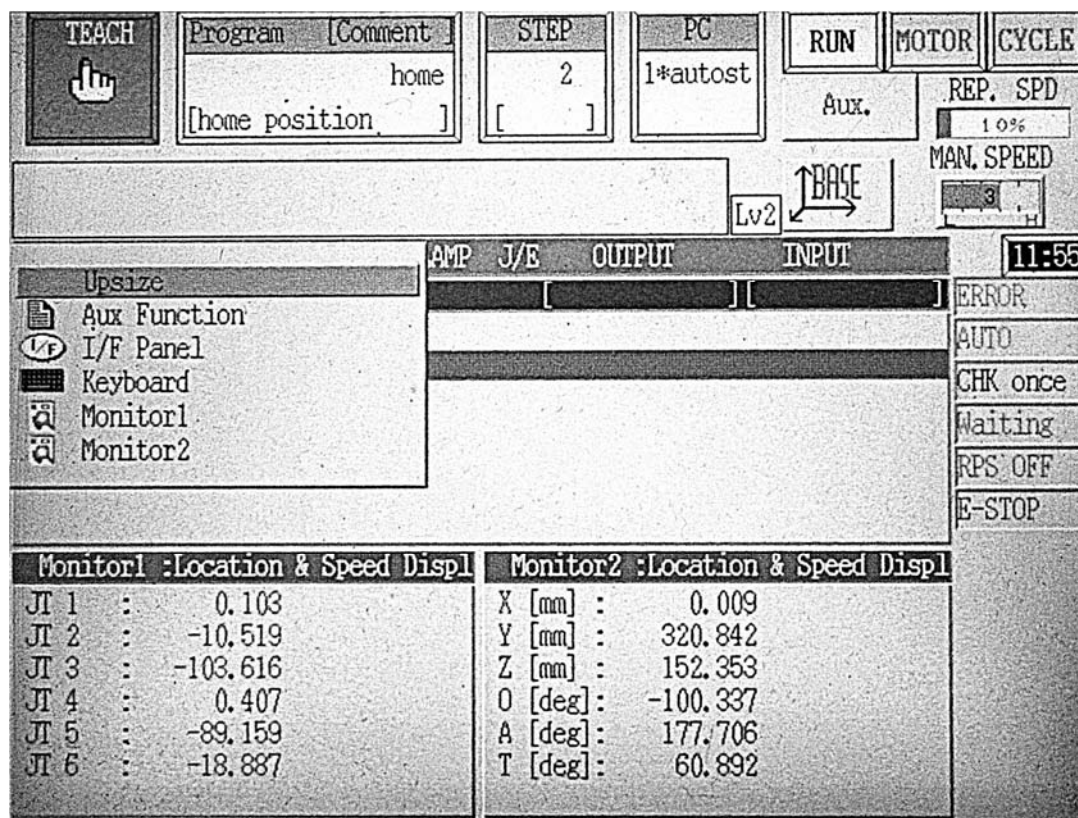 TEACH
Program [Comment ]
home
[home position ]
STEP
2
[ ]
PC
1*autost
RUN
MOTOR
CYCLE
Aux.
REP. SPD
10%
MAN. SPEED
3
H
BASE
Lv2
AMP J/E OUTPUT INPUT
[ ][ ]
11:55
Upsize
Aux Function
I/F I/F Panel
Keyboard
Monitor1
Monitor2
ERROR
AUTO
CHK once
Waiting
RPS OFF
E-STOP
Monitor1 :Location & Speed Displ
JT 1 : 0.103
JT 2 : -10.519
JT 3 : -103.616
JT 4 : 0.407
JT 5 : -89.159
JT 6 : -18.887
Monitor2 :Location & Speed Displ
X [mm] : 0.009
Y [mm] : 320.842
Z [mm] : 152.353
O [deg]: -100.337
A [deg]: 177.706
T [deg]: 60.892